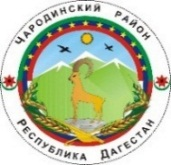 ЧАРОДИНСКИЙ РАЙОН
РЕСПУБЛИКА ДАГЕСТАН